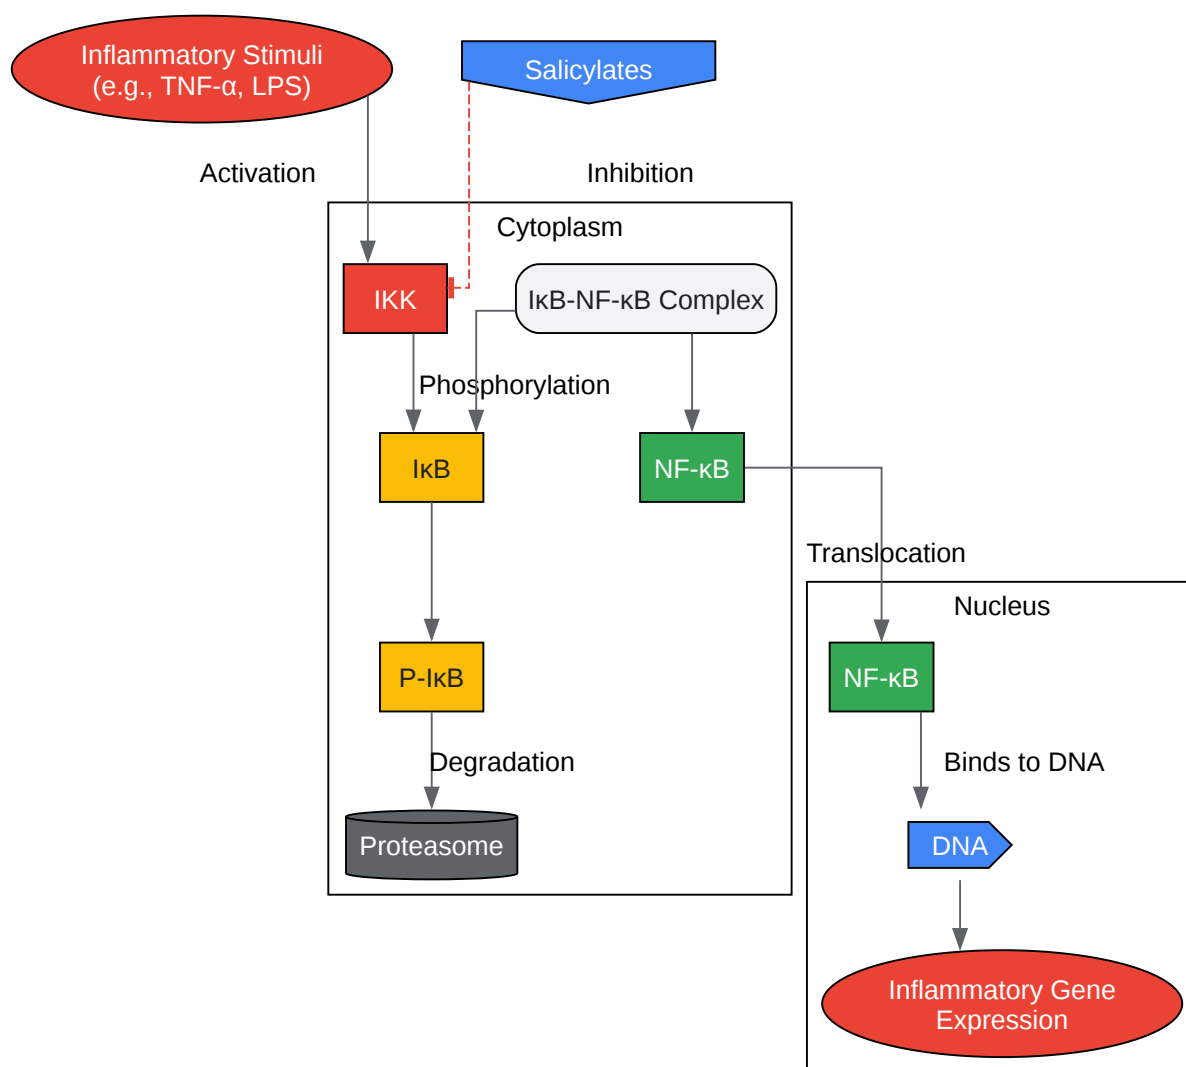 Inflammatory Stimuli
(e.g., TNF-α, LPS)
Salicylates
Activation
Inhibition
Cytoplasm
IKK
IκB-NF-κB Complex
Phosphorylation
IκB
NF-κB
Translocation
Nucleus
P-IκB
NF-κB
Degradation
Binds to DNA
Proteasome
DNA
Inflammatory Gene
Expression